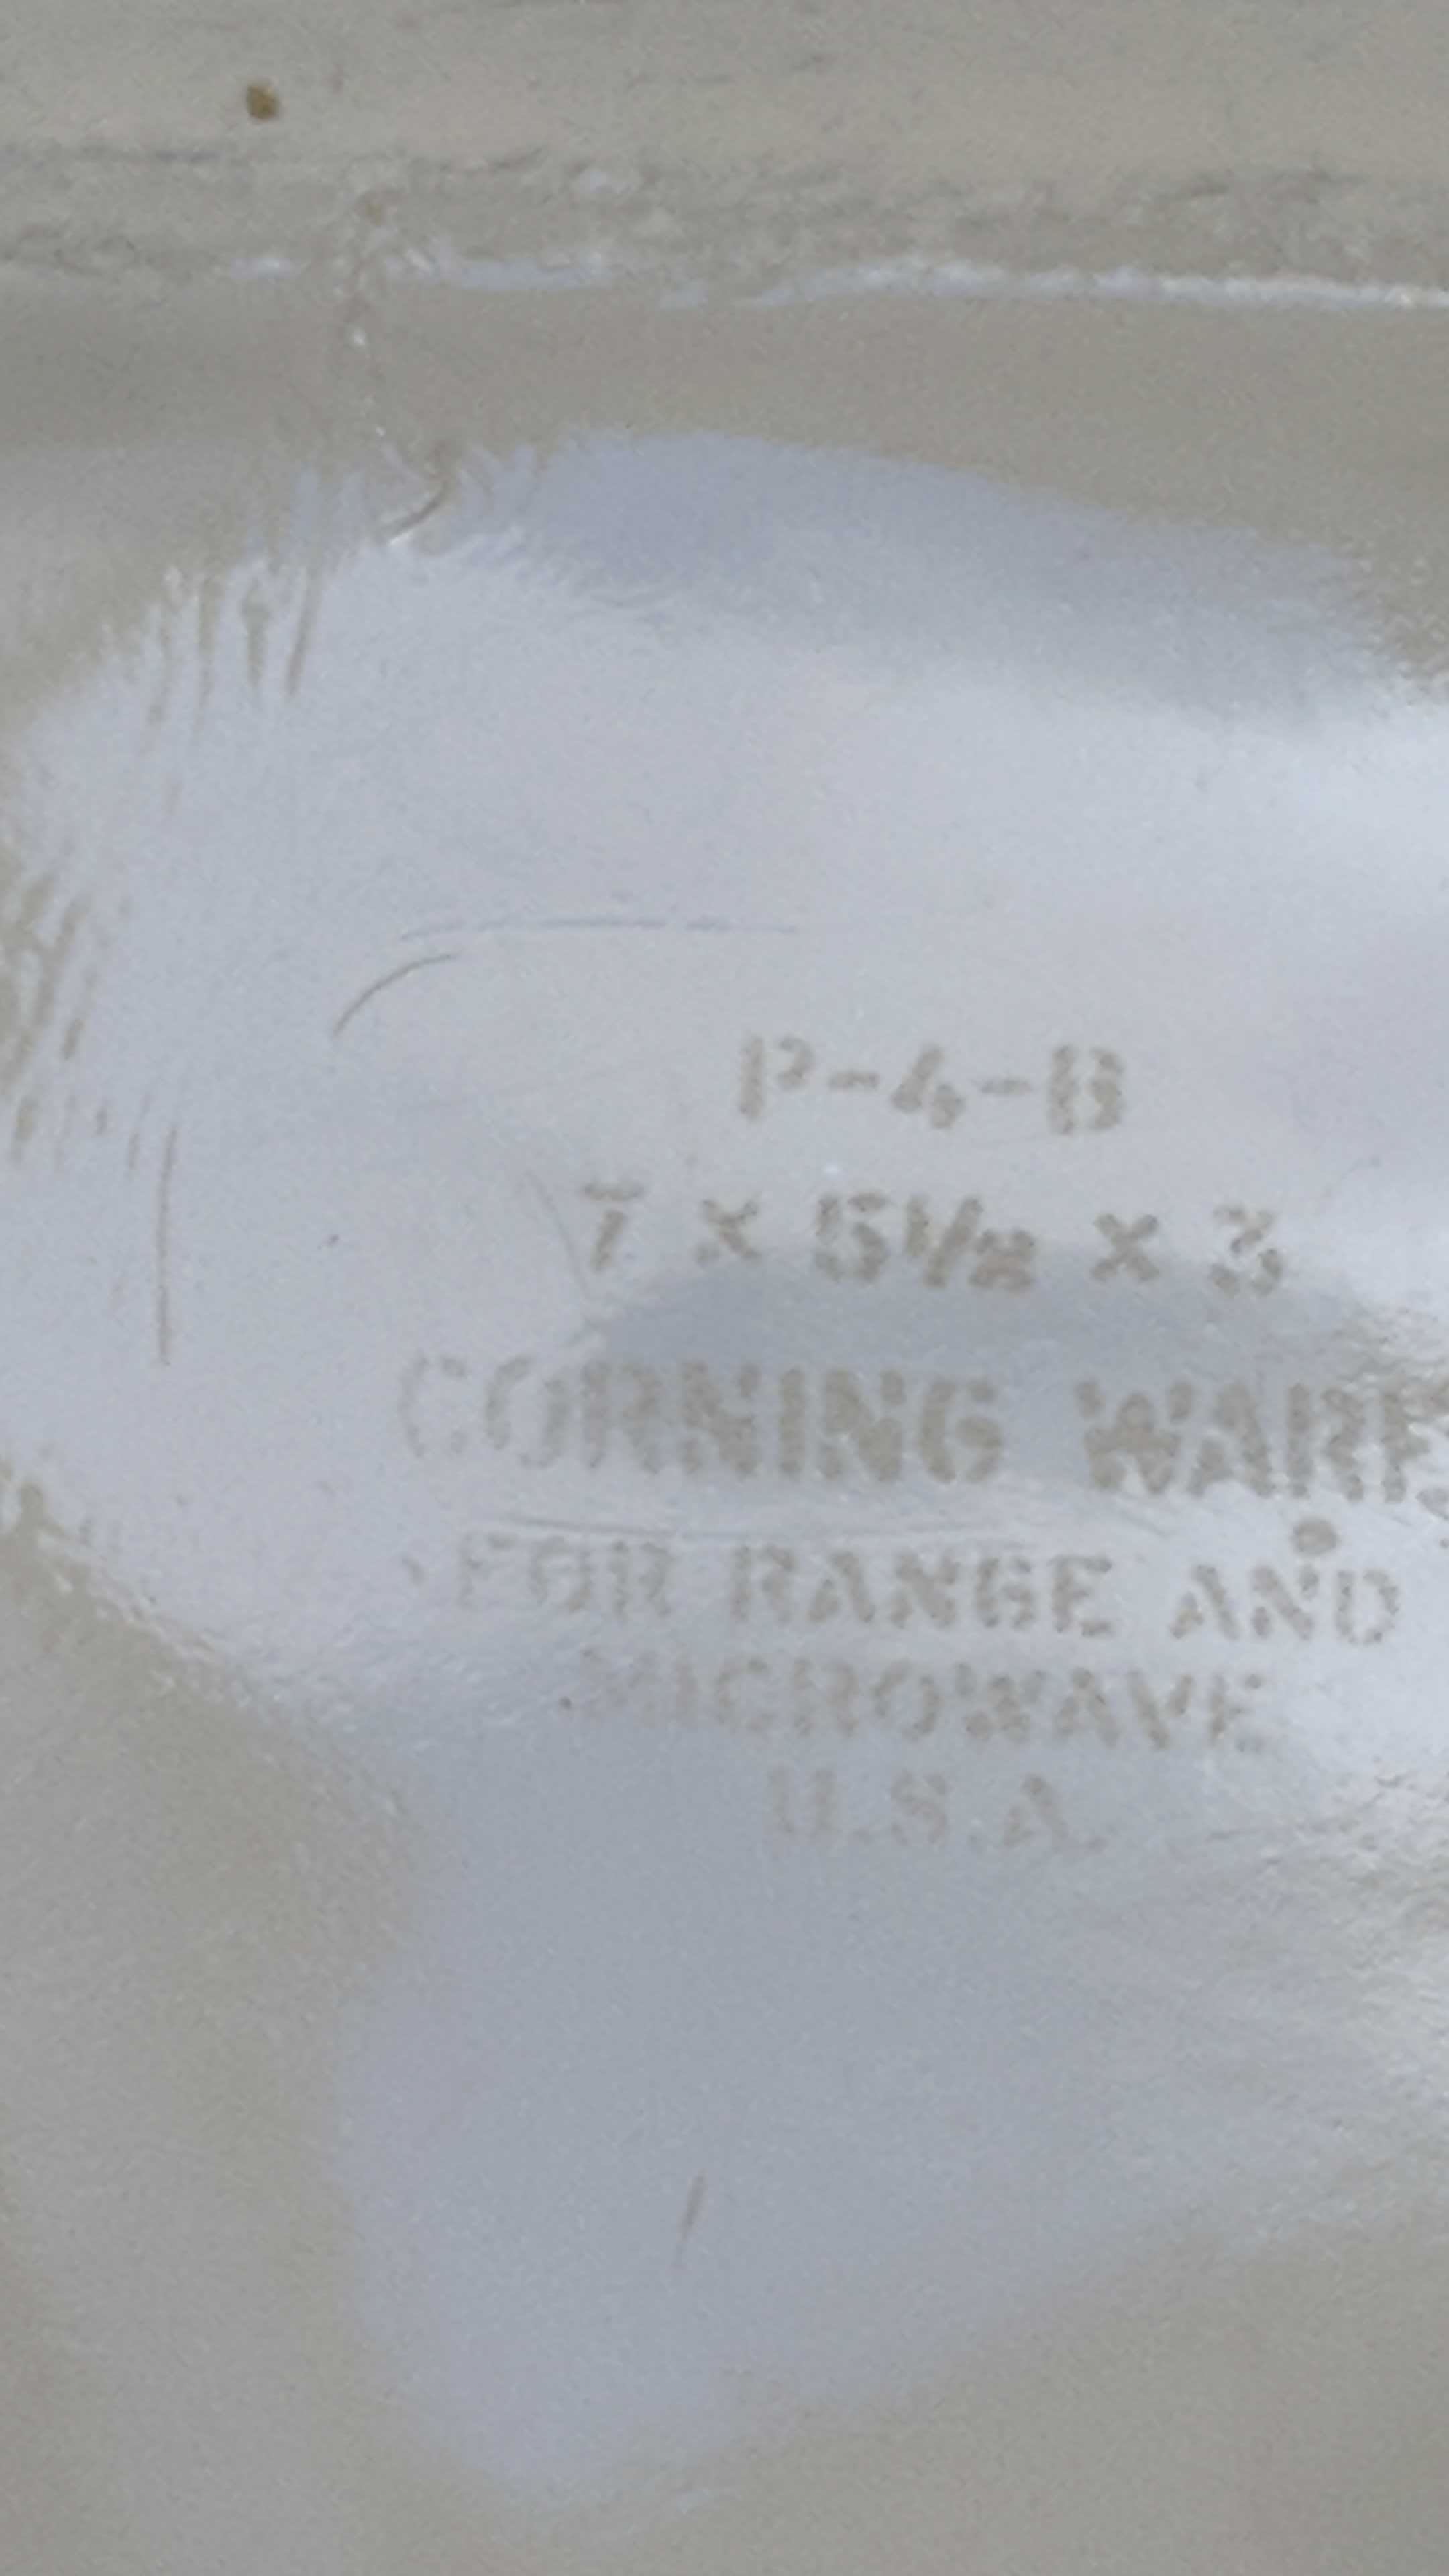 P-4-B
7 x 5½ x 3
CORNING WARE
FOR RANGE AND
MICROWAVE
U.S.A.